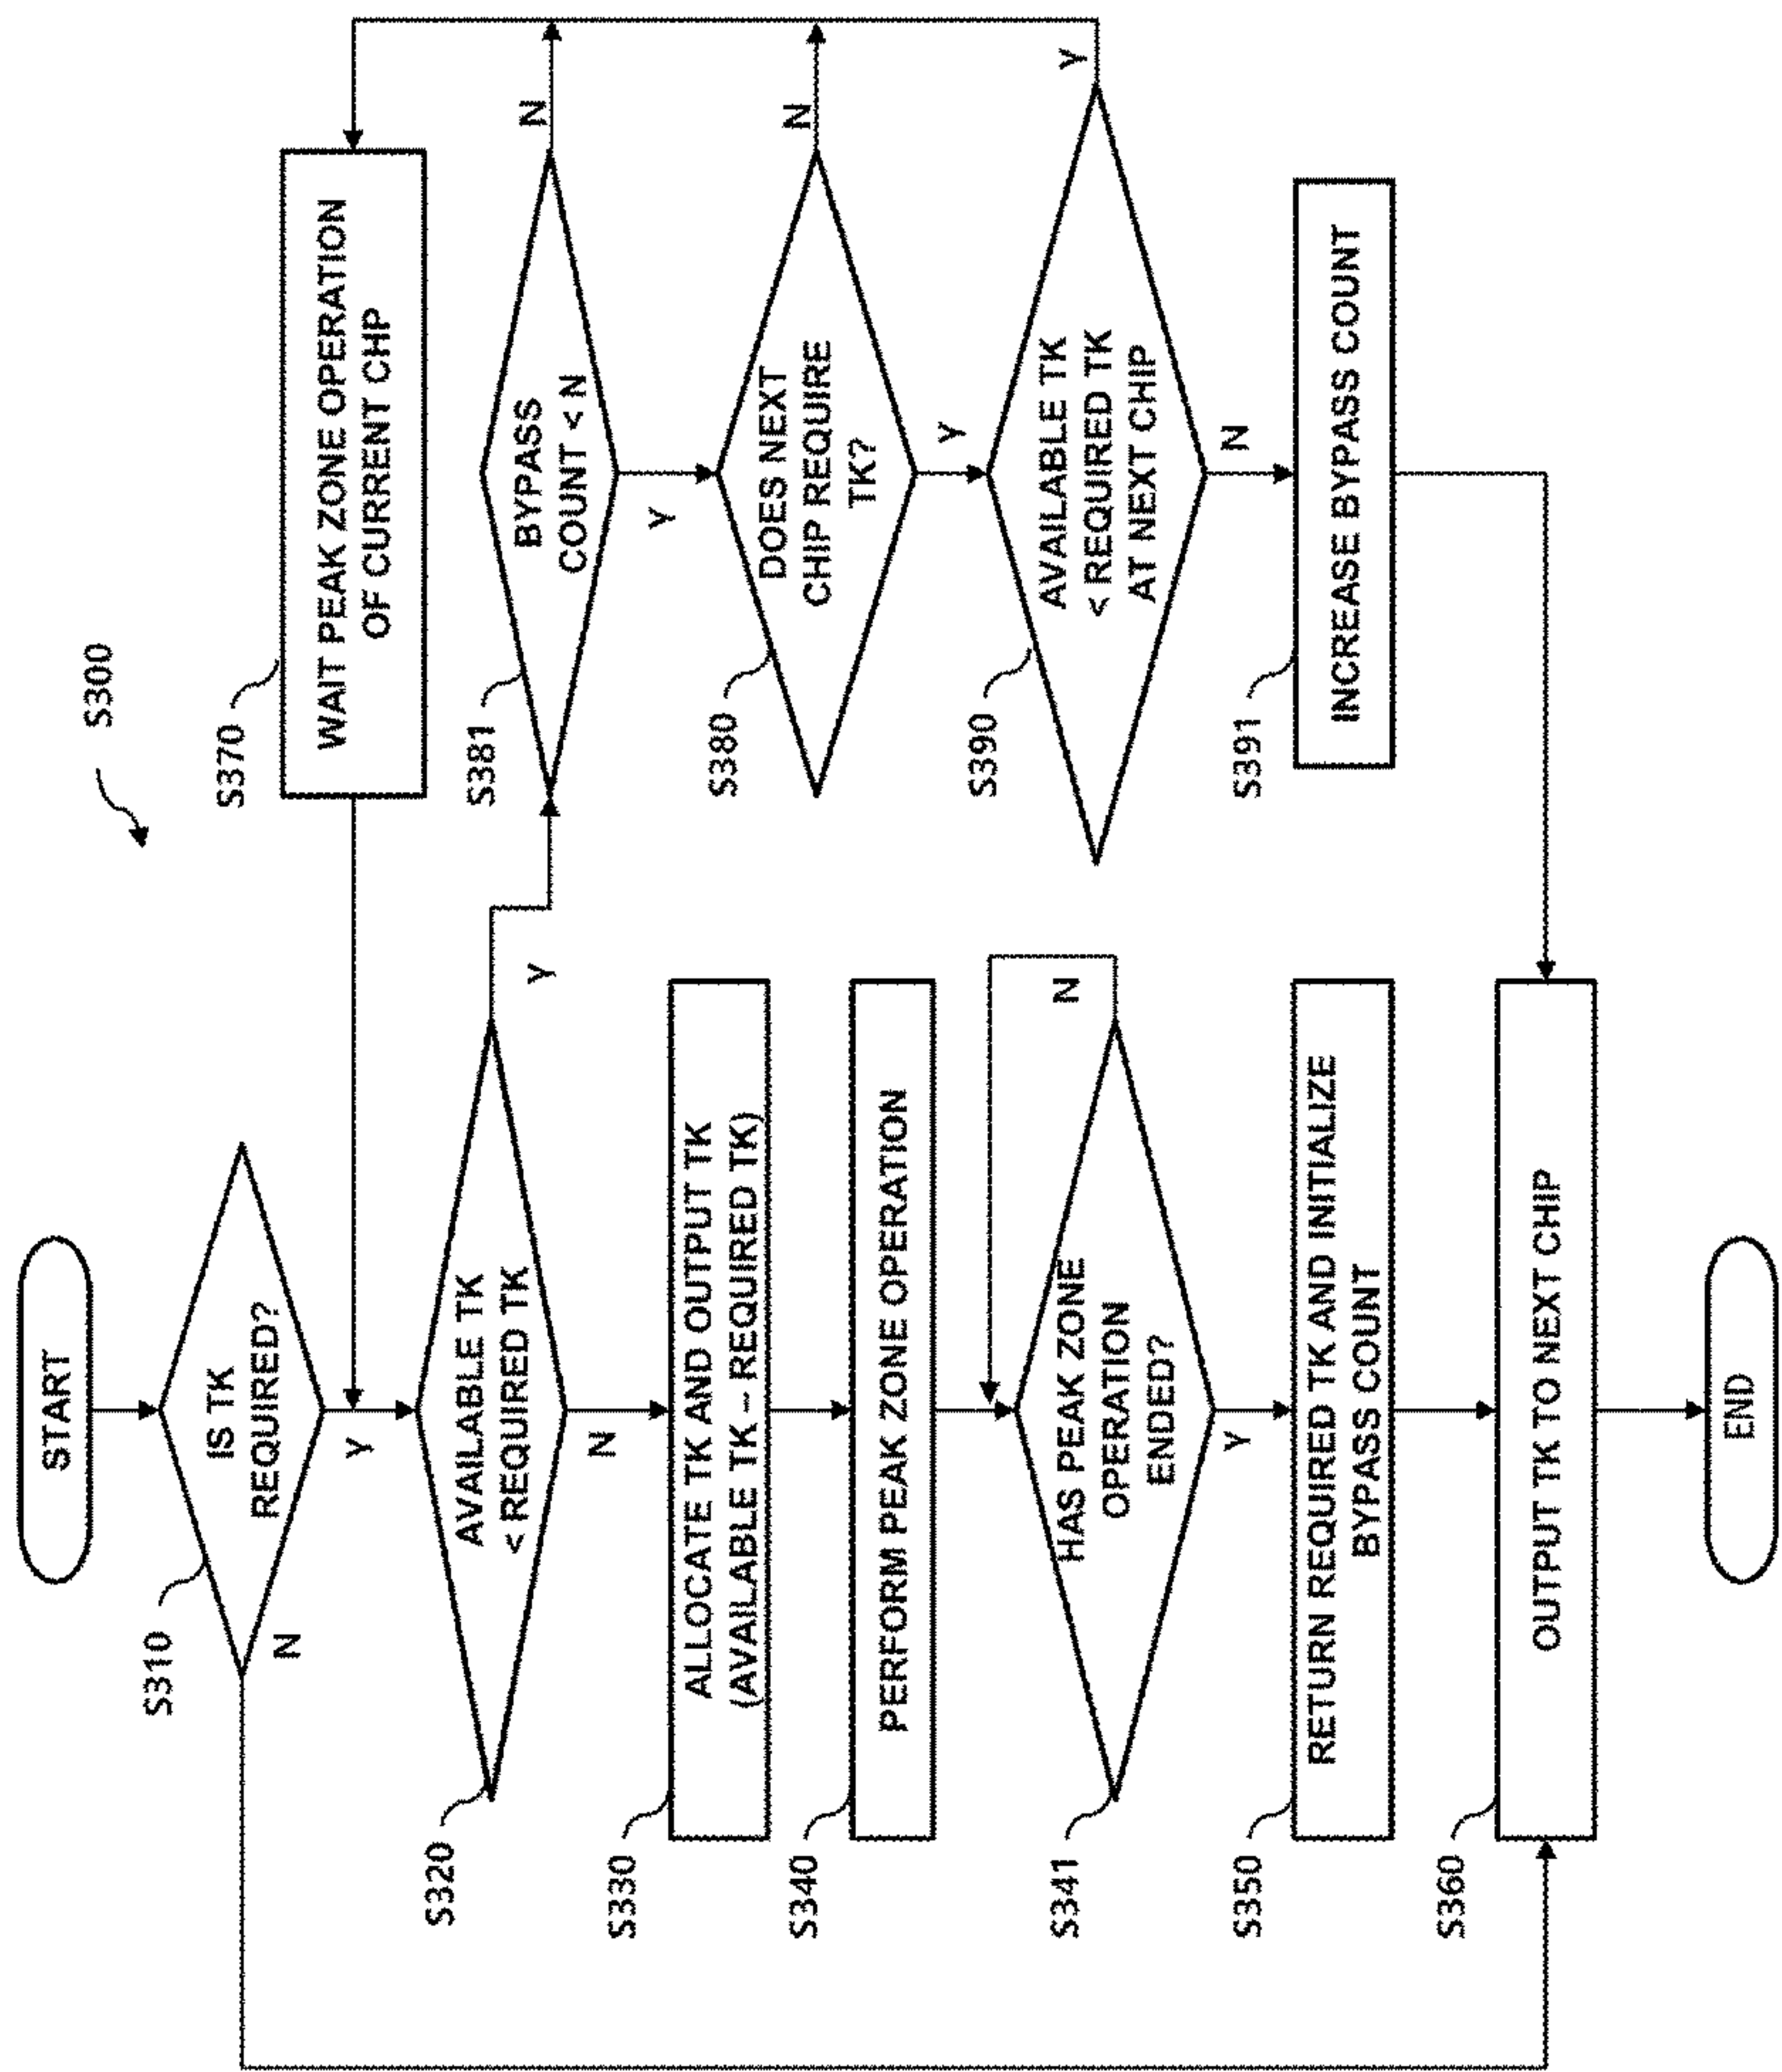 S300
START
S310
IS TK
REQUIRED?
N
Y
S320
AVAILABLE TK
< REQUIRED TK
Y
N
S330
ALLOCATE TK AND OUTPUT TK
(AVAILABLE TK – REQUIRED TK)
S340
PERFORM PEAK ZONE OPERATION
S341
HAS PEAK ZONE
OPERATION
ENDED?
N
Y
S350
RETURN REQUIRED TK AND INITIALIZE
BYPASS COUNT
S360
OUTPUT TK TO NEXT CHIP
END
S370
WAIT PEAK ZONE OPERATION
OF CURRENT CHP
S381
BYPASS
COUNT < N
N
Y
S380
DOES NEXT
CHIP REQUIRE
TK?
N
Y
S390
AVAILABLE TK
< REQUIRED TK
AT NEXT CHIP
Y
N
S391
INCREASE BYPASS COUNT